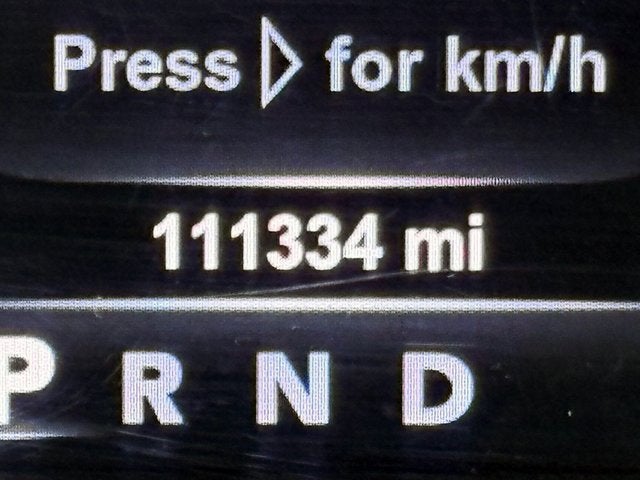 Press ▷ for km/h
111334 mi
P R N D